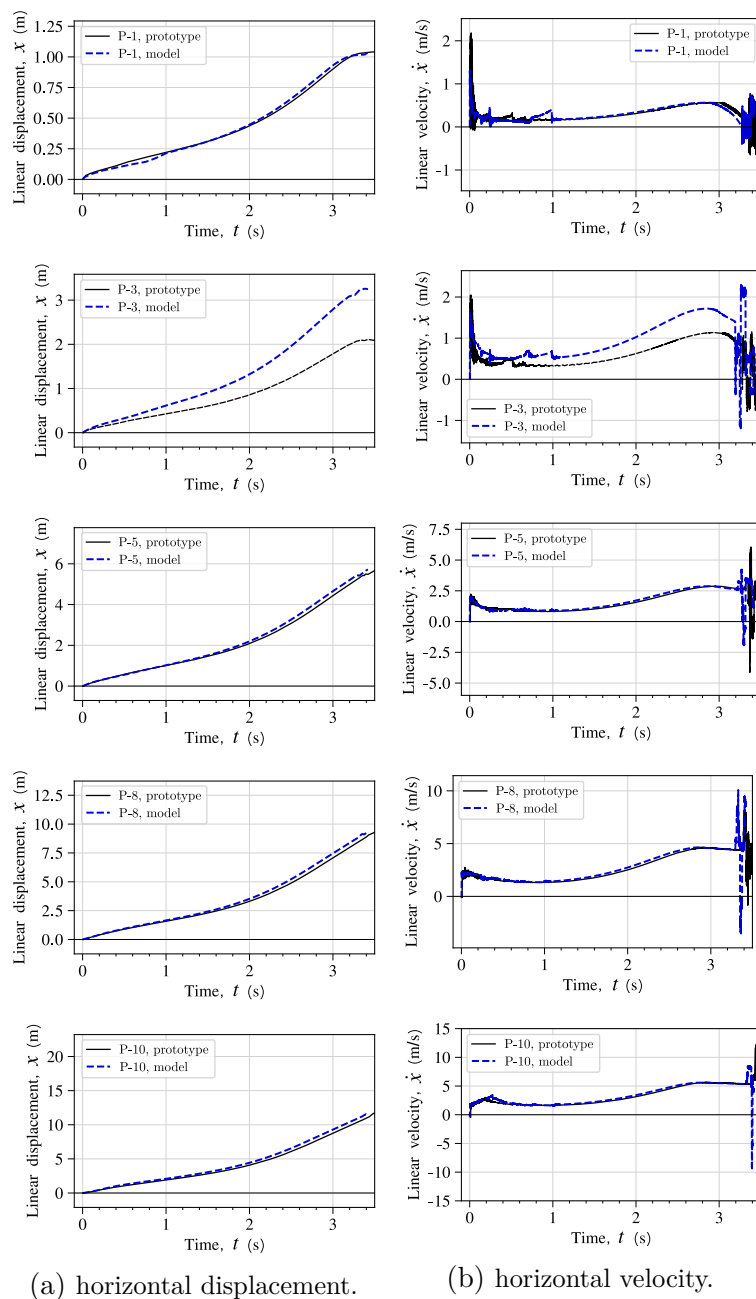 Linear displacement, x (m)
1.25
1.00
0.75
0.50
0.25
0.00
P-1, prototype
P-1, model
0 1 2 3
Time, t (s)
Linear velocity, ẋ (m/s)
2
1
0
-1
P-1, prototype
P-1, model
0 1 2 3
Time, t (s)
Linear displacement, x (m)
3
2
1
0
P-3, prototype
P-3, model
0 1 2 3
Time, t (s)
Linear velocity, ẋ (m/s)
2
1
0
-1
P-3, prototype
P-3, model
0 1 2 3
Time, t (s)
Linear displacement, x (m)
6
4
2
0
P-5, prototype
P-5, model
0 1 2 3
Time, t (s)
Linear velocity, ẋ (m/s)
7.5
5.0
2.5
0.0
-2.5
-5.0
P-5, prototype
P-5, model
0 1 2 3
Time, t (s)
Linear displacement, x (m)
12.5
10.0
7.5
5.0
2.5
0.0
P-8, prototype
P-8, model
0 1 2 3
Time, t (s)
Linear velocity, ẋ (m/s)
10
5
0
P-8, prototype
P-8, model
0 1 2 3
Time, t (s)
Linear displacement, x (m)
20
15
10
5
0
P-10, prototype
P-10, model
0 1 2 3
Time, t (s)
Linear velocity, ẋ (m/s)
15
10
5
0
-5
-10
-15
P-10, prototype
P-10, model
0 1 2 3
Time, t (s)
(a) horizontal displacement.
(b) horizontal velocity.